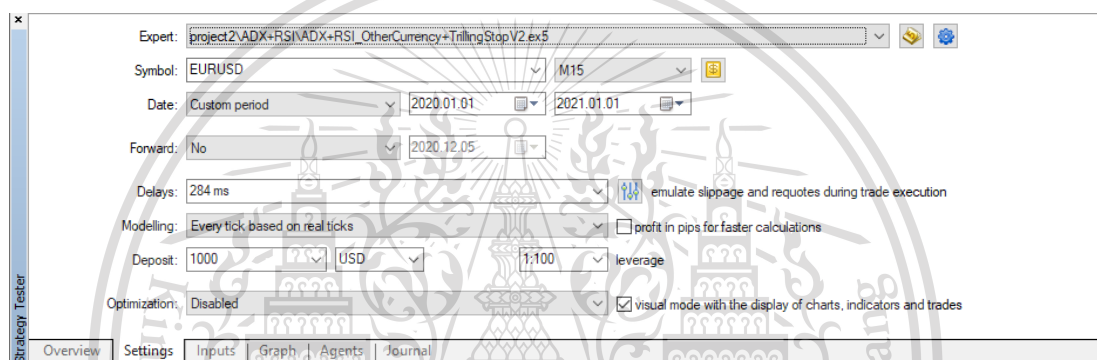 Expert: project2\ADX+RSI\ADX+RSI_OtherCurrency+TrillingStopV2.ex5
Symbol: EURUSD M15
Date: Custom period 2020.01.01 2021.01.01
Forward: No 2020.12.05
Delays: 284 ms emulate slippage and requotes during trade execution
Modelling: Every tick based on real ticks profit in pips for faster calculations
Deposit: 1000 USD 1:100 leverage
Optimization: Disabled visual mode with the display of charts, indicators and trades
Strategy Tester
Overview Settings Inputs Graph Agents Journal